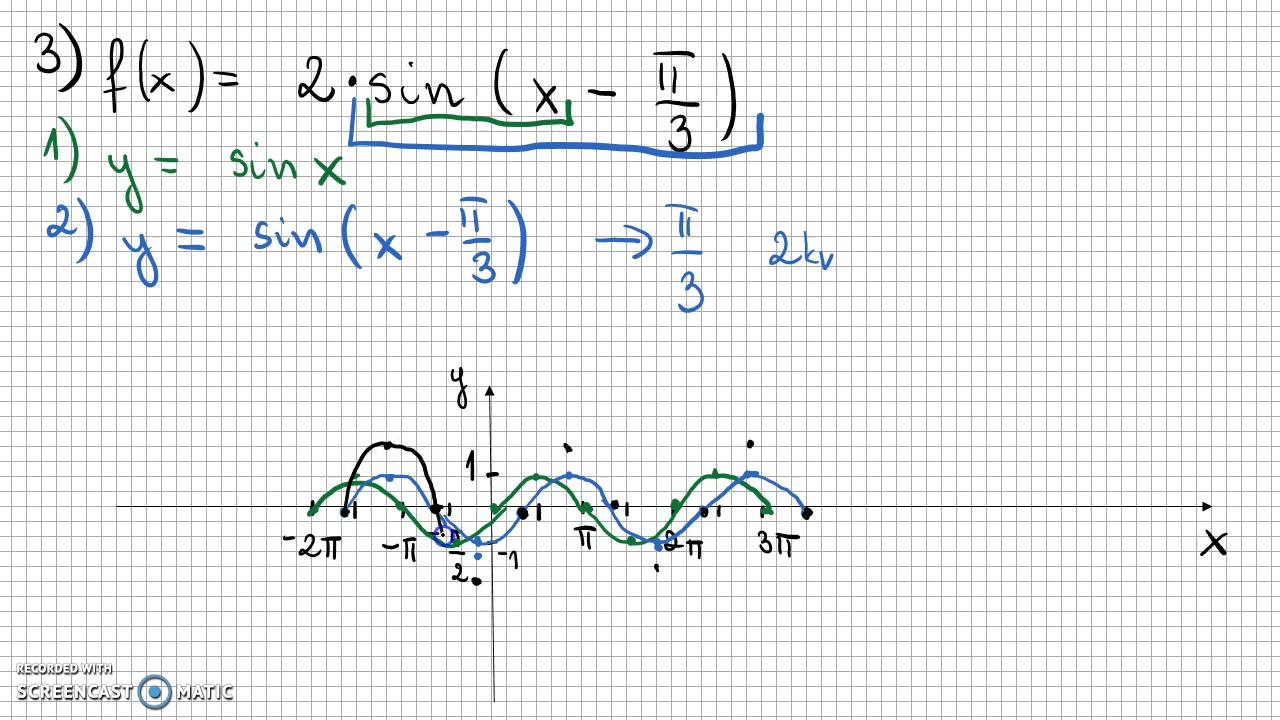 3) f(x) = 2·sin(x - π/3)
1) y = sin x
2) y = sin(x - π/3) → π/3 2kv
y
1
-2π -π -π/2 -1 π 2π 3π x
RECORDED WITH
SCREENCAST MATIC